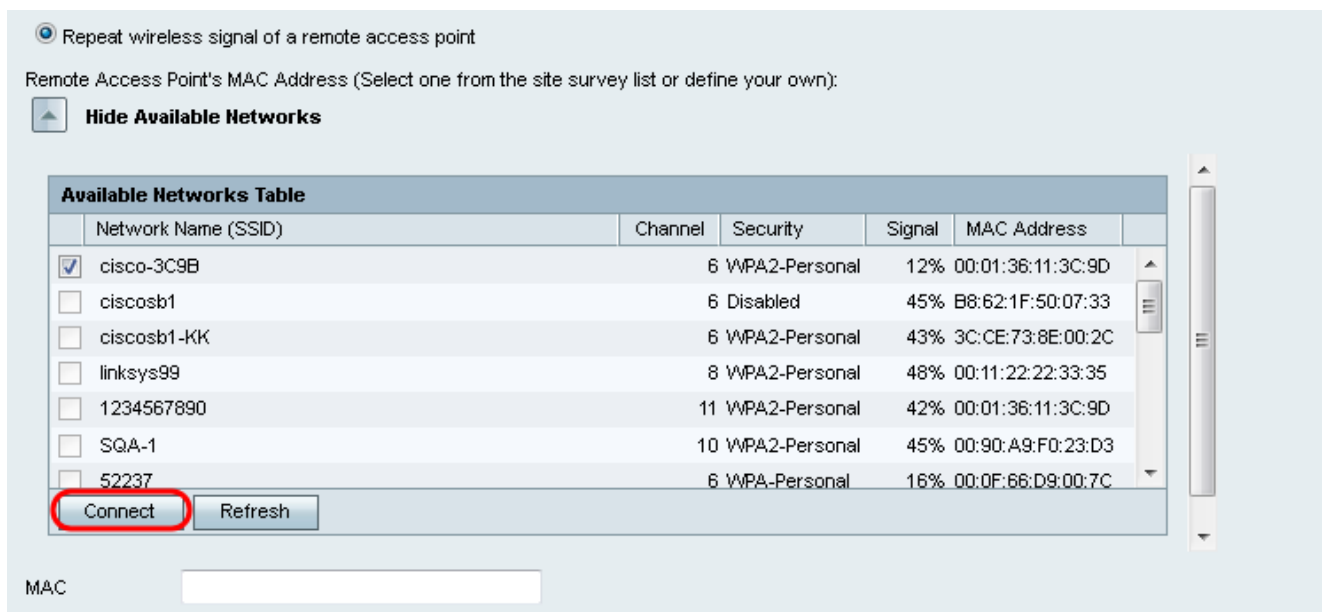 Repeat wireless signal of a remote access point
Remote Access Point's MAC Address (Select one from the site survey list or define your own):
Hide Available Networks
Available Networks Table
Network Name (SSID) Channel Security Signal MAC Address
cisco-3C9B 6 WPA2-Personal 12% 00:01:36:11:3C:9D
ciscosb1 6 Disabled 45% B8:62:1F:50:07:33
ciscosb1-KK 6 WPA2-Personal 43% 3C:CE:73:8E:00:2C
linksys99 8 WPA2-Personal 48% 00:11:22:22:33:35
1234567890 11 WPA2-Personal 42% 00:01:36:11:3C:9D
SQA-1 10 WPA2-Personal 45% 00:90:A9:F0:23:D3
52237 6 WPA-Personal 16% 00:0F:66:D9:00:7C
Connect Refresh
MAC